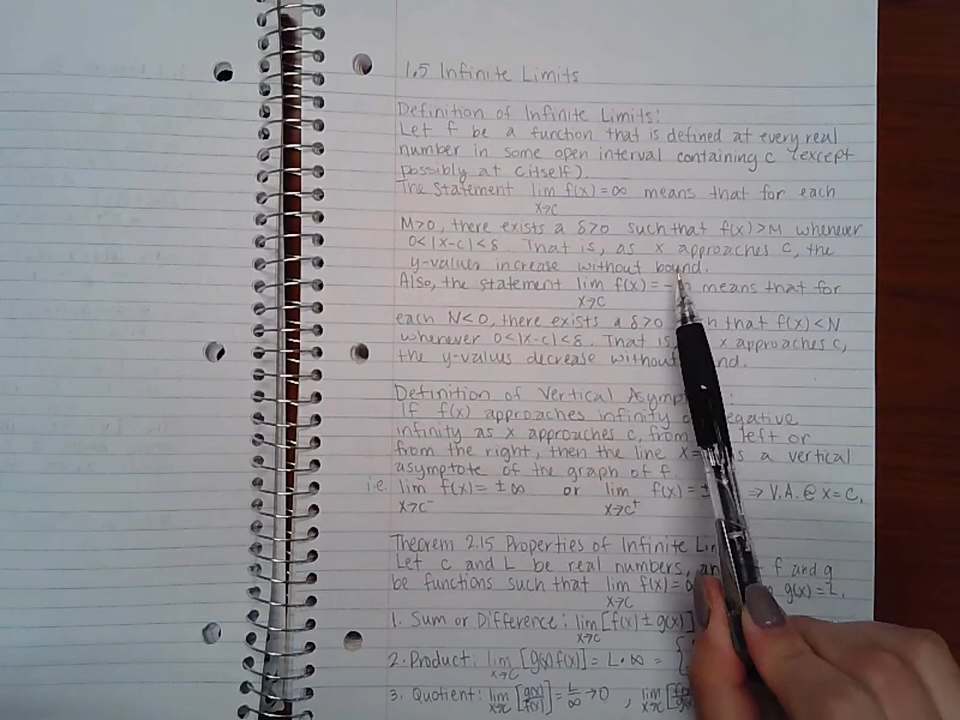 1.5 Infinite Limits
Definition of Infinite Limits:
Let f be a function that is defined at every real
number in some open interval containing c (except
possibly at c itself).
The statement lim f(x)=∞ means that for each
x→c
M>0, there exists a δ>0 such that f(x)>M whenever
0<|x-c|<δ. That is, as x approaches c, the
y-values increase without bound.
Also, the statement lim f(x)=- means that for
x→c
each N<0, there exists a δ>0 that f(x)<N
whenever 0<|x-c|<δ. That is, x approaches c,
the y-values decrease without
Definition of Vertical
If f(x) approaches infinity negative
infinity as x approaches c, from left or
from the right, then the line x= a vertical
asymptote of the graph of f.
i.e. lim f(x)= ±∞ or lim f(x)= ⇒ V.A. @ x=c.
x→c⁻ x→c⁺
Theorem 2.15 Properties of Infinite
Let c and L be real numbers, f and g
be functions such that lim f(x)= g(x)=L.
x→c
1. Sum or Difference: lim [f(x) ± g(x)]
x→c
2. Product: lim [g(x)f(x)] = L·∞ = {
x→c
3. Quotient: lim [g(x)/f(x)] = L/∞ →0 , lim
x→c x→c